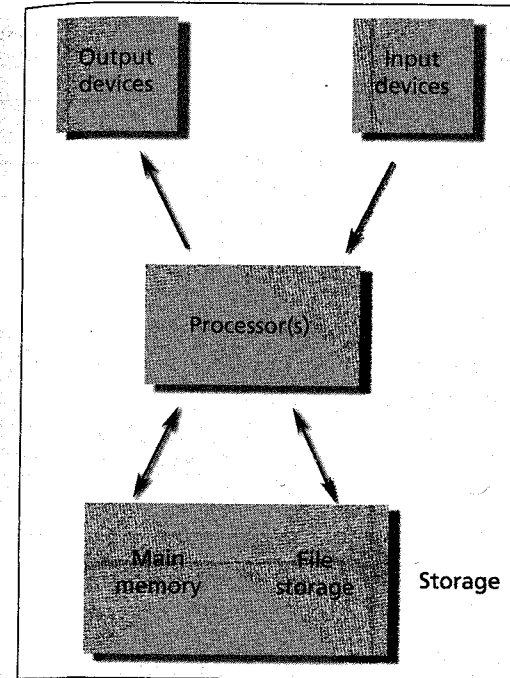 Output
devices
Input
devices
Processor(s)
Main
memory
File
storage
Storage